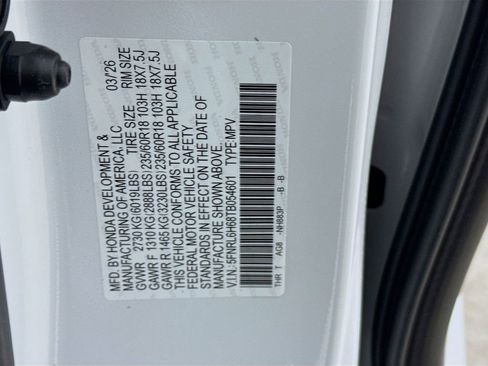 MFD. BY HONDA DEVELOPMENT & 03/26
MANUFACTURING OF AMERICA, LLC
TIRE SIZE RIM SIZE
GVWR 2730 KG(6019LBS)
GAWR F 1310 KG(2888LBS)235/60R18 103H 18X7.5J
GAWR R 1465 KG(3230LBS)235/60R18 103H 18X7.5J
THIS VEHICLE CONFORMS TO ALL APPLICABLE
FEDERAL MOTOR VEHICLE SAFETY
STANDARDS IN EFFECT ON THE DATE OF
MANUFACTURE SHOWN ABOVE.
V.I.N.: 5FNRL6H68TB054601 TYPE:MPV
THR T AG8 -NH883P -B -B
HONDA